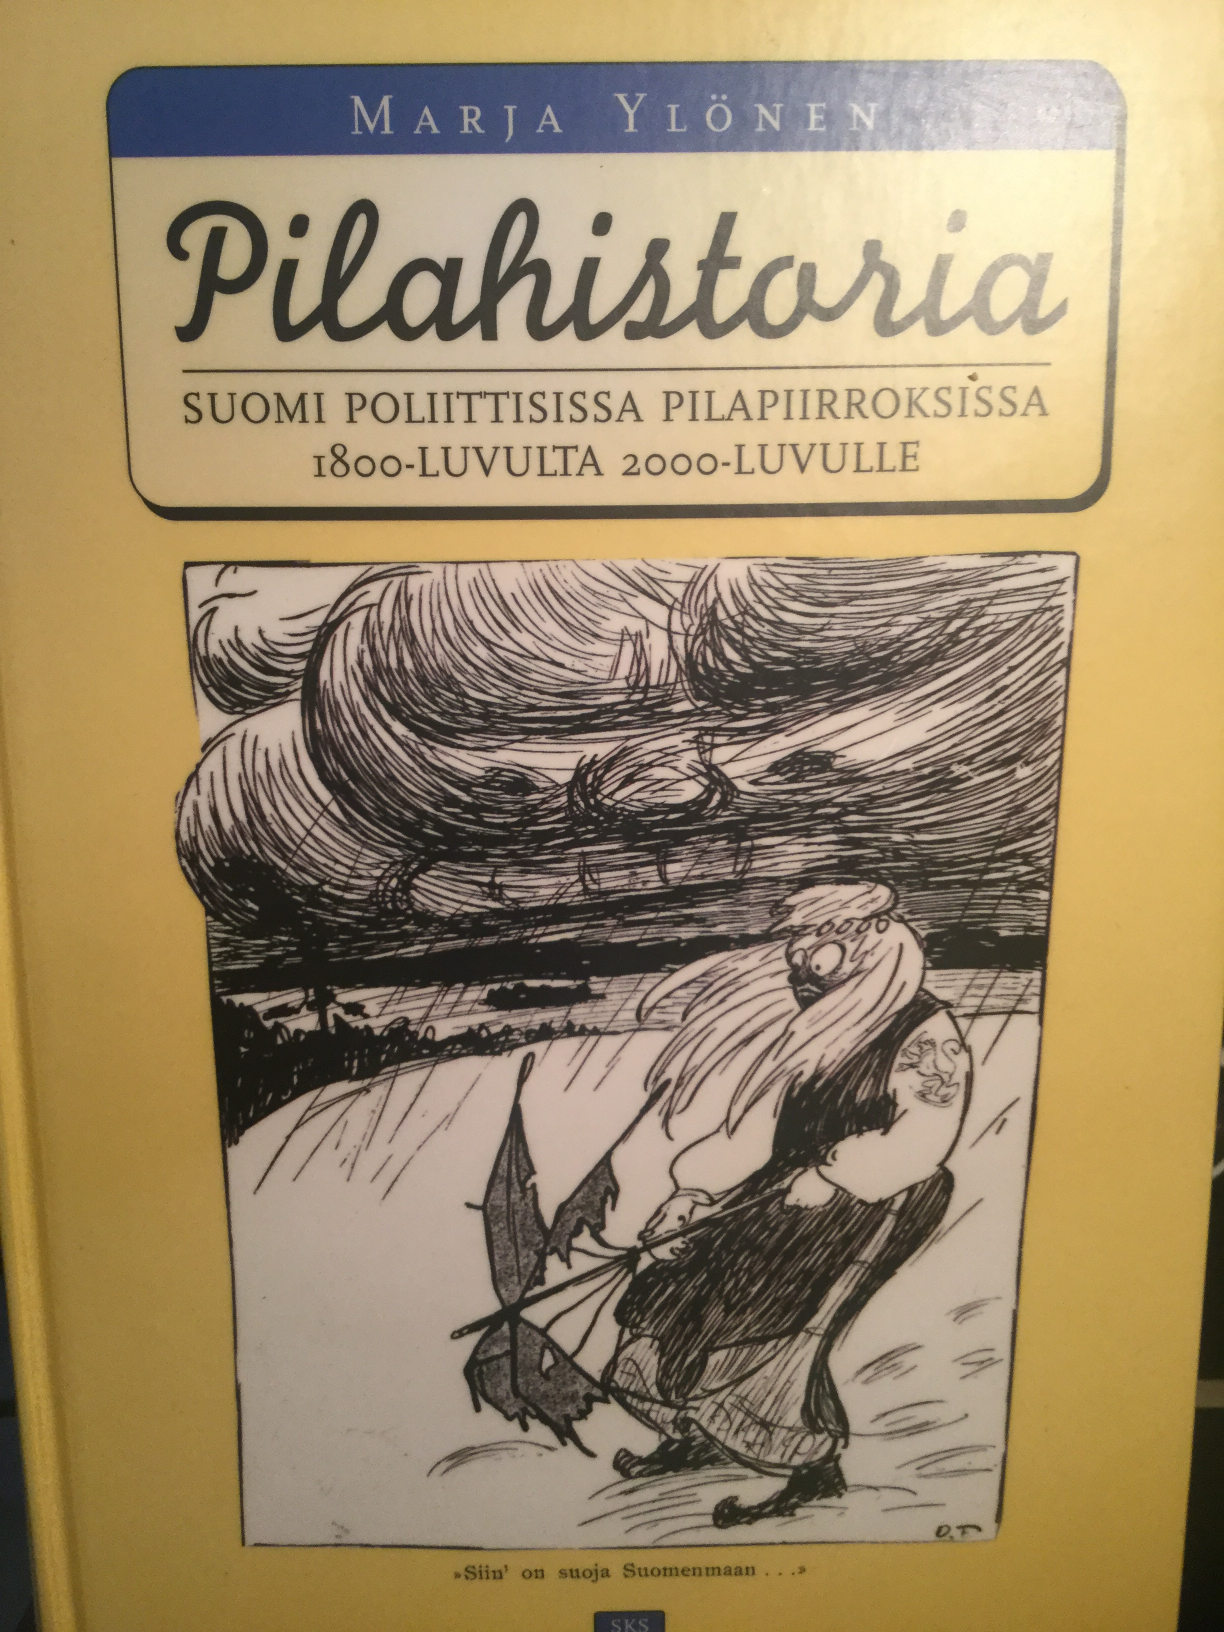 MARJA YLÖNEN
Pilahistoria
SUOMI POLIITTISISSA PILAPIIRROKSISSA
1800-LUVULTA 2000-LUVULLE
O.F.
»Siin' on suoja Suomenmaan . . .»
SKS